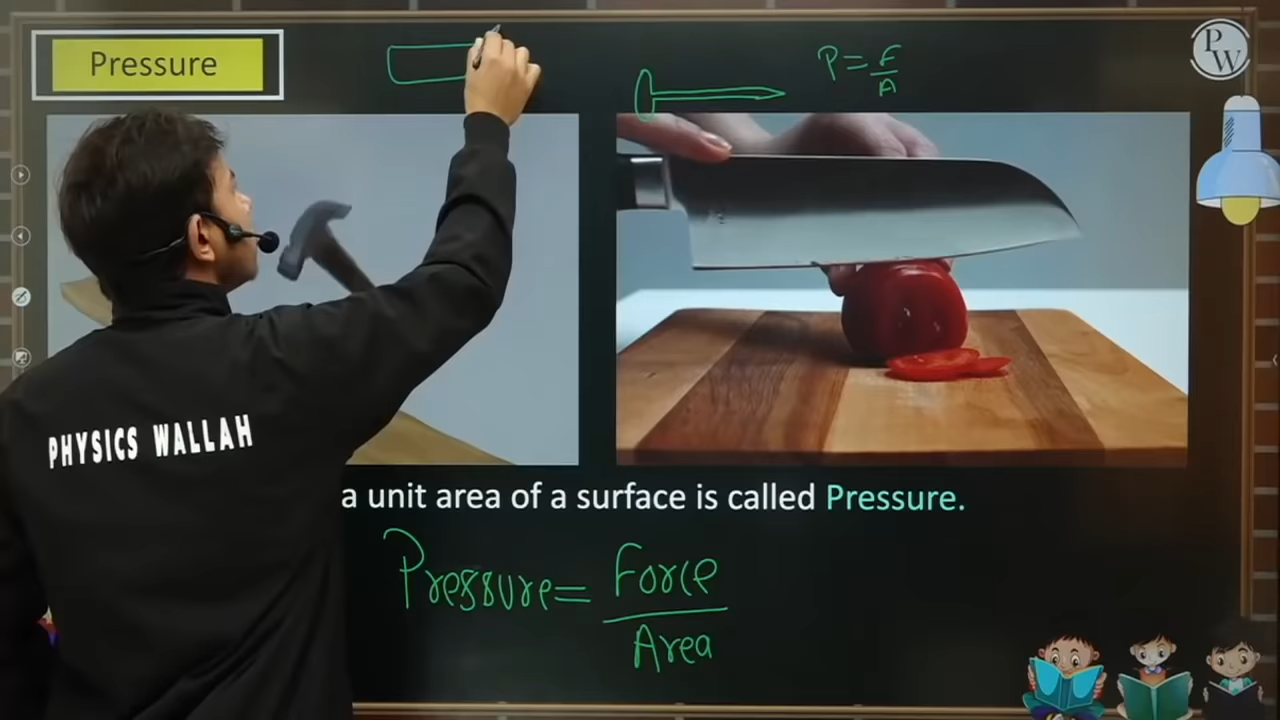 Pressure
P = F/A
PW
PHYSICS WALLAH
a unit area of a surface is called Pressure.
Pressure = Force/Area